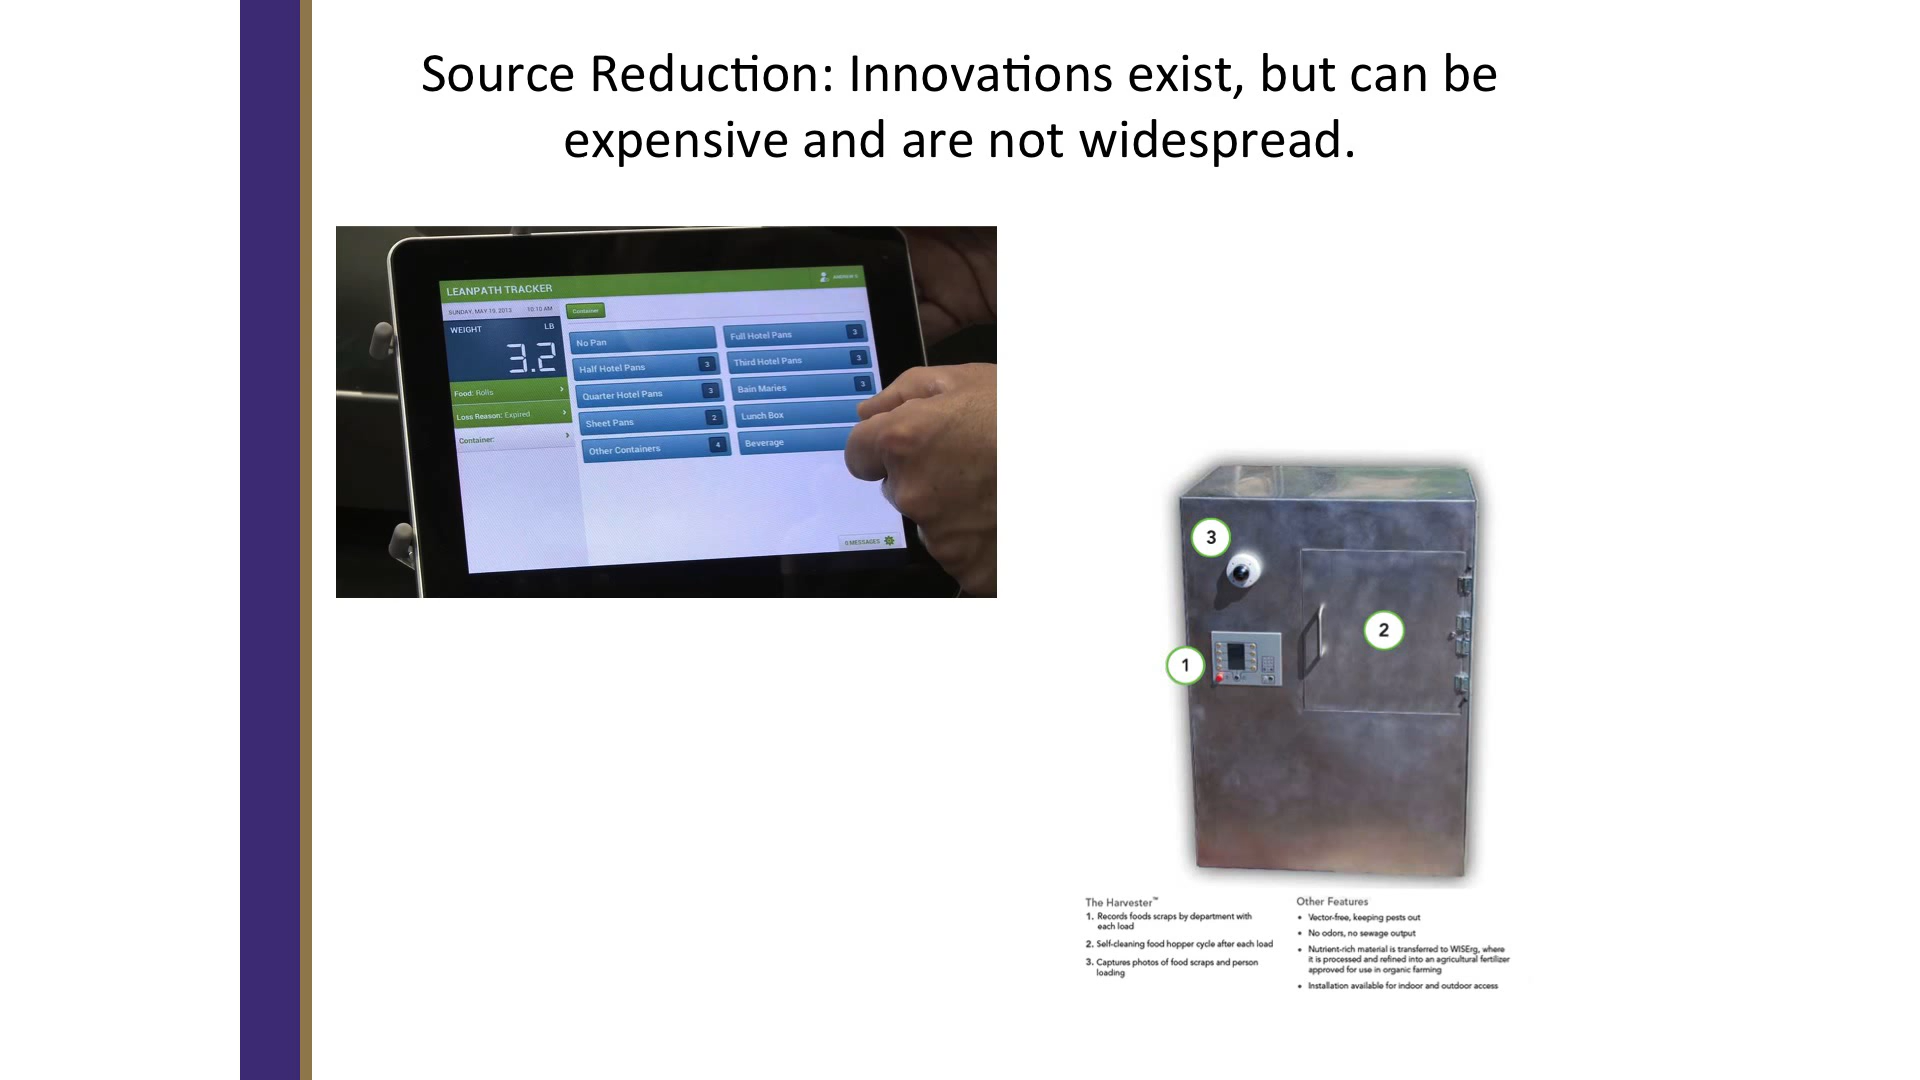 Source Reduction: Innovations exist, but can be
expensive and are not widespread.
LEANPATH TRACKER
SUNDAY, MAY 19, 2013 10:10 AM
WEIGHT LB
3.2
Food: Rolls
Loss Reason: Expired
Container:
Container
No Pan
Full Hotel Pans 3
Half Hotel Pans 3
Third Hotel Pans 3
Quarter Hotel Pans 3
Bain Maries 3
Sheet Pans 2
Lunch Box
Other Containers 4
Beverage
0 MESSAGES
3
2
1
The Harvester™
1. Records foods scraps by department with
each load
2. Self-cleaning food hopper cycle after each load
3. Captures photos of food scraps and person
loading
Other Features
• Vector-free, keeping pests out
• No odors, no sewage output
• Nutrient-rich material is transferred to WISErg, where
it is processed and refined into an agricultural fertilizer
approved for use in organic farming
• Installation available for indoor and outdoor access